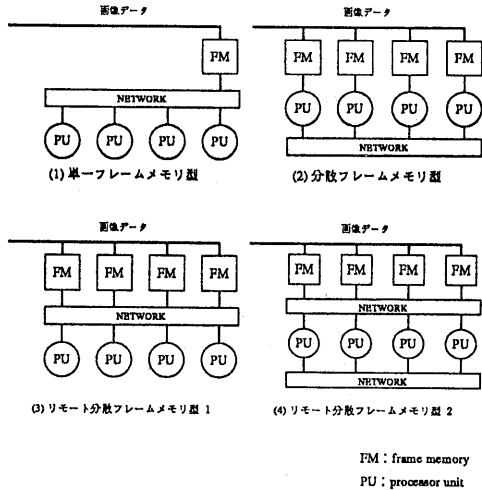 画像データ
FM
NETWORK
PU PU PU PU
(1) 単一フレームメモリ型
画像データ
FM FM FM FM
PU PU PU PU
NETWORK
(2) 分散フレームメモリ型
画像データ
FM FM FM FM
NETWORK
PU PU PU PU
(3) リモート分散フレームメモリ型 1
画像データ
FM FM FM FM
NETWORK
PU PU PU PU
NETWORK
(4) リモート分散フレームメモリ型 2
FM : frame memory
PU : processor unit